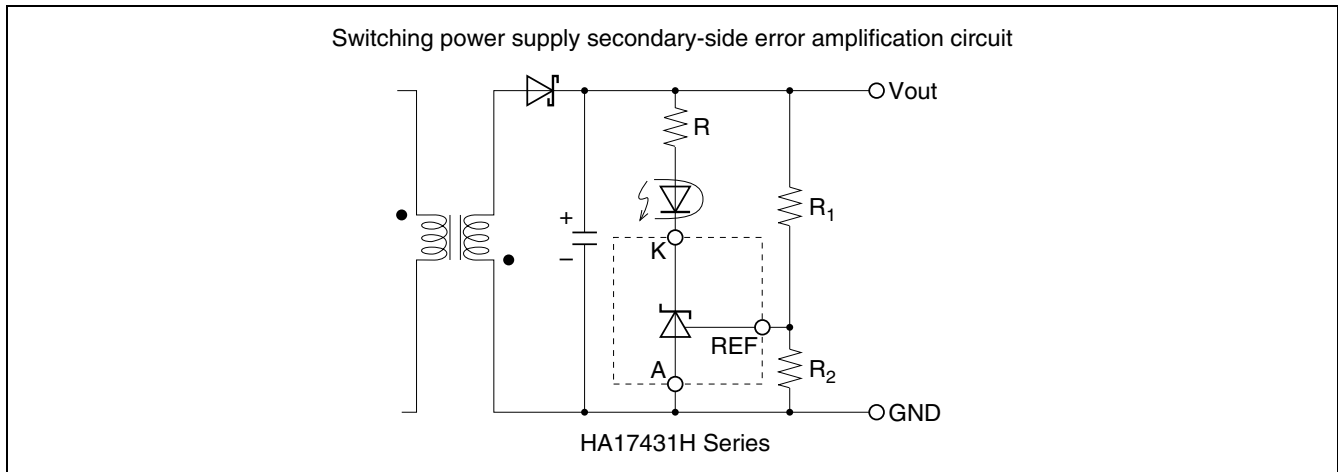 Switching power supply secondary-side error amplification circuit
Vout
R
R₁
+
K
−
REF
A
R₂
GND
HA17431H Series